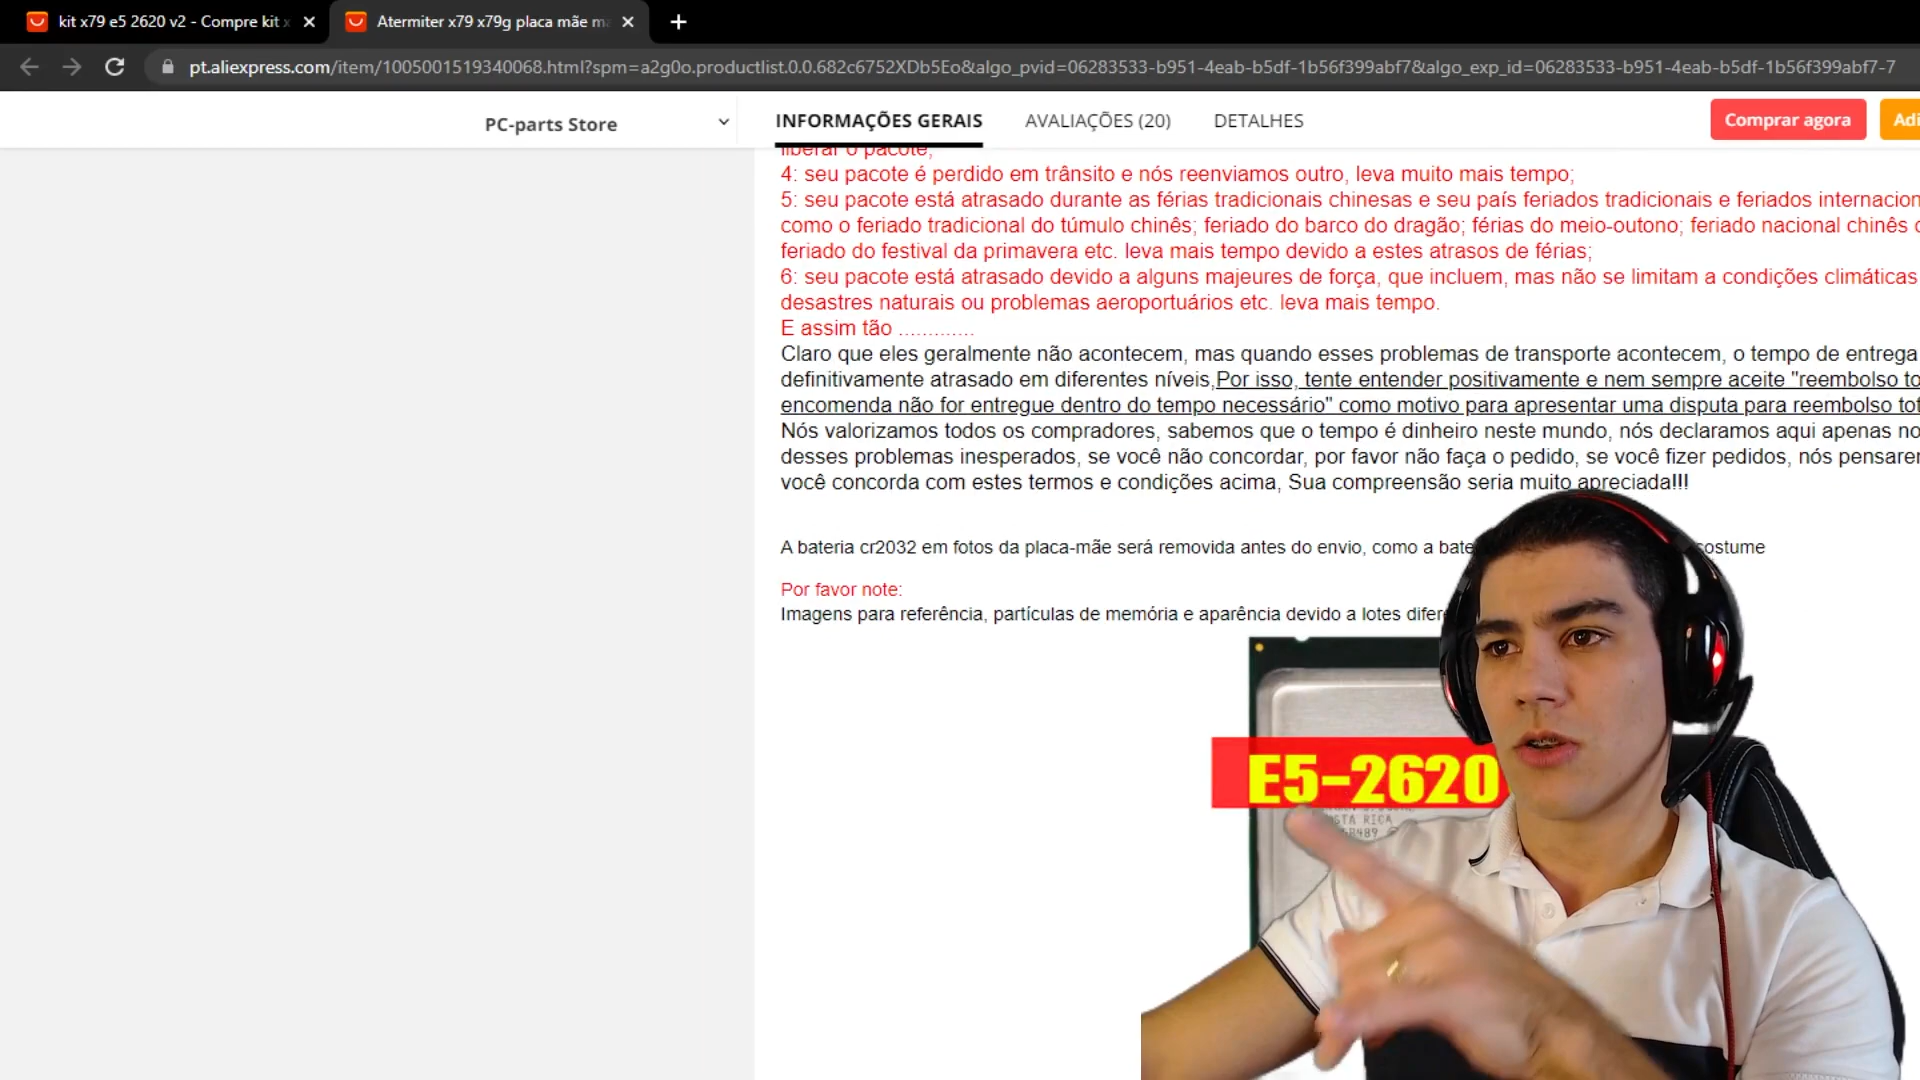 kit x79 e5 2620 v2 - Compre kit x
Atermiter x79 x79g placa mãe ma
pt.aliexpress.com/item/1005001519340068.html?spm=a2g0o.productlist.0.0.682c6752XDb5Eo&algo_pvid=06283533-b951-4eab-b5df-1b56f399abf7&algo_exp_id=06283533-b951-4eab-b5df-1b56f399abf7-7
PC-parts Store
INFORMAÇÕES GERAIS
AVALIAÇÕES (20)
DETALHES
Comprar agora
Adi
liberar o pacote;
4: seu pacote é perdido em trânsito e nós reenviamos outro, leva muito mais tempo;
5: seu pacote está atrasado durante as férias tradicionais chinesas e seu país feriados tradicionais e feriados internacion
como o feriado tradicional do túmulo chinês; feriado do barco do dragão; férias do meio-outono; feriado nacional chinês
feriado do festival da primavera etc. leva mais tempo devido a estes atrasos de férias;
6: seu pacote está atrasado devido a alguns majeures de força, que incluem, mas não se limitam a condições climáticas
desastres naturais ou problemas aeroportuários etc. leva mais tempo.
E assim tão .............
Claro que eles geralmente não acontecem, mas quando esses problemas de transporte acontecem, o tempo de entrega
definitivamente atrasado em diferentes níveis,Por isso, tente entender positivamente e nem sempre aceite "reembolso to
encomenda não for entregue dentro do tempo necessário" como motivo para apresentar uma disputa para reembolso tot
Nós valorizamos todos os compradores, sabemos que o tempo é dinheiro neste mundo, nós declaramos aqui apenas no
desses problemas inesperados, se você não concordar, por favor não faça o pedido, se você fizer pedidos, nós pensarem
você concorda com estes termos e condições acima, Sua compreensão seria muito apreciada!!!
A bateria cr2032 em fotos da placa-mãe será removida antes do envio, como a bate costume
Por favor note:
Imagens para referência, partículas de memória e aparência devido a lotes difer
E5-2620
STA RICA